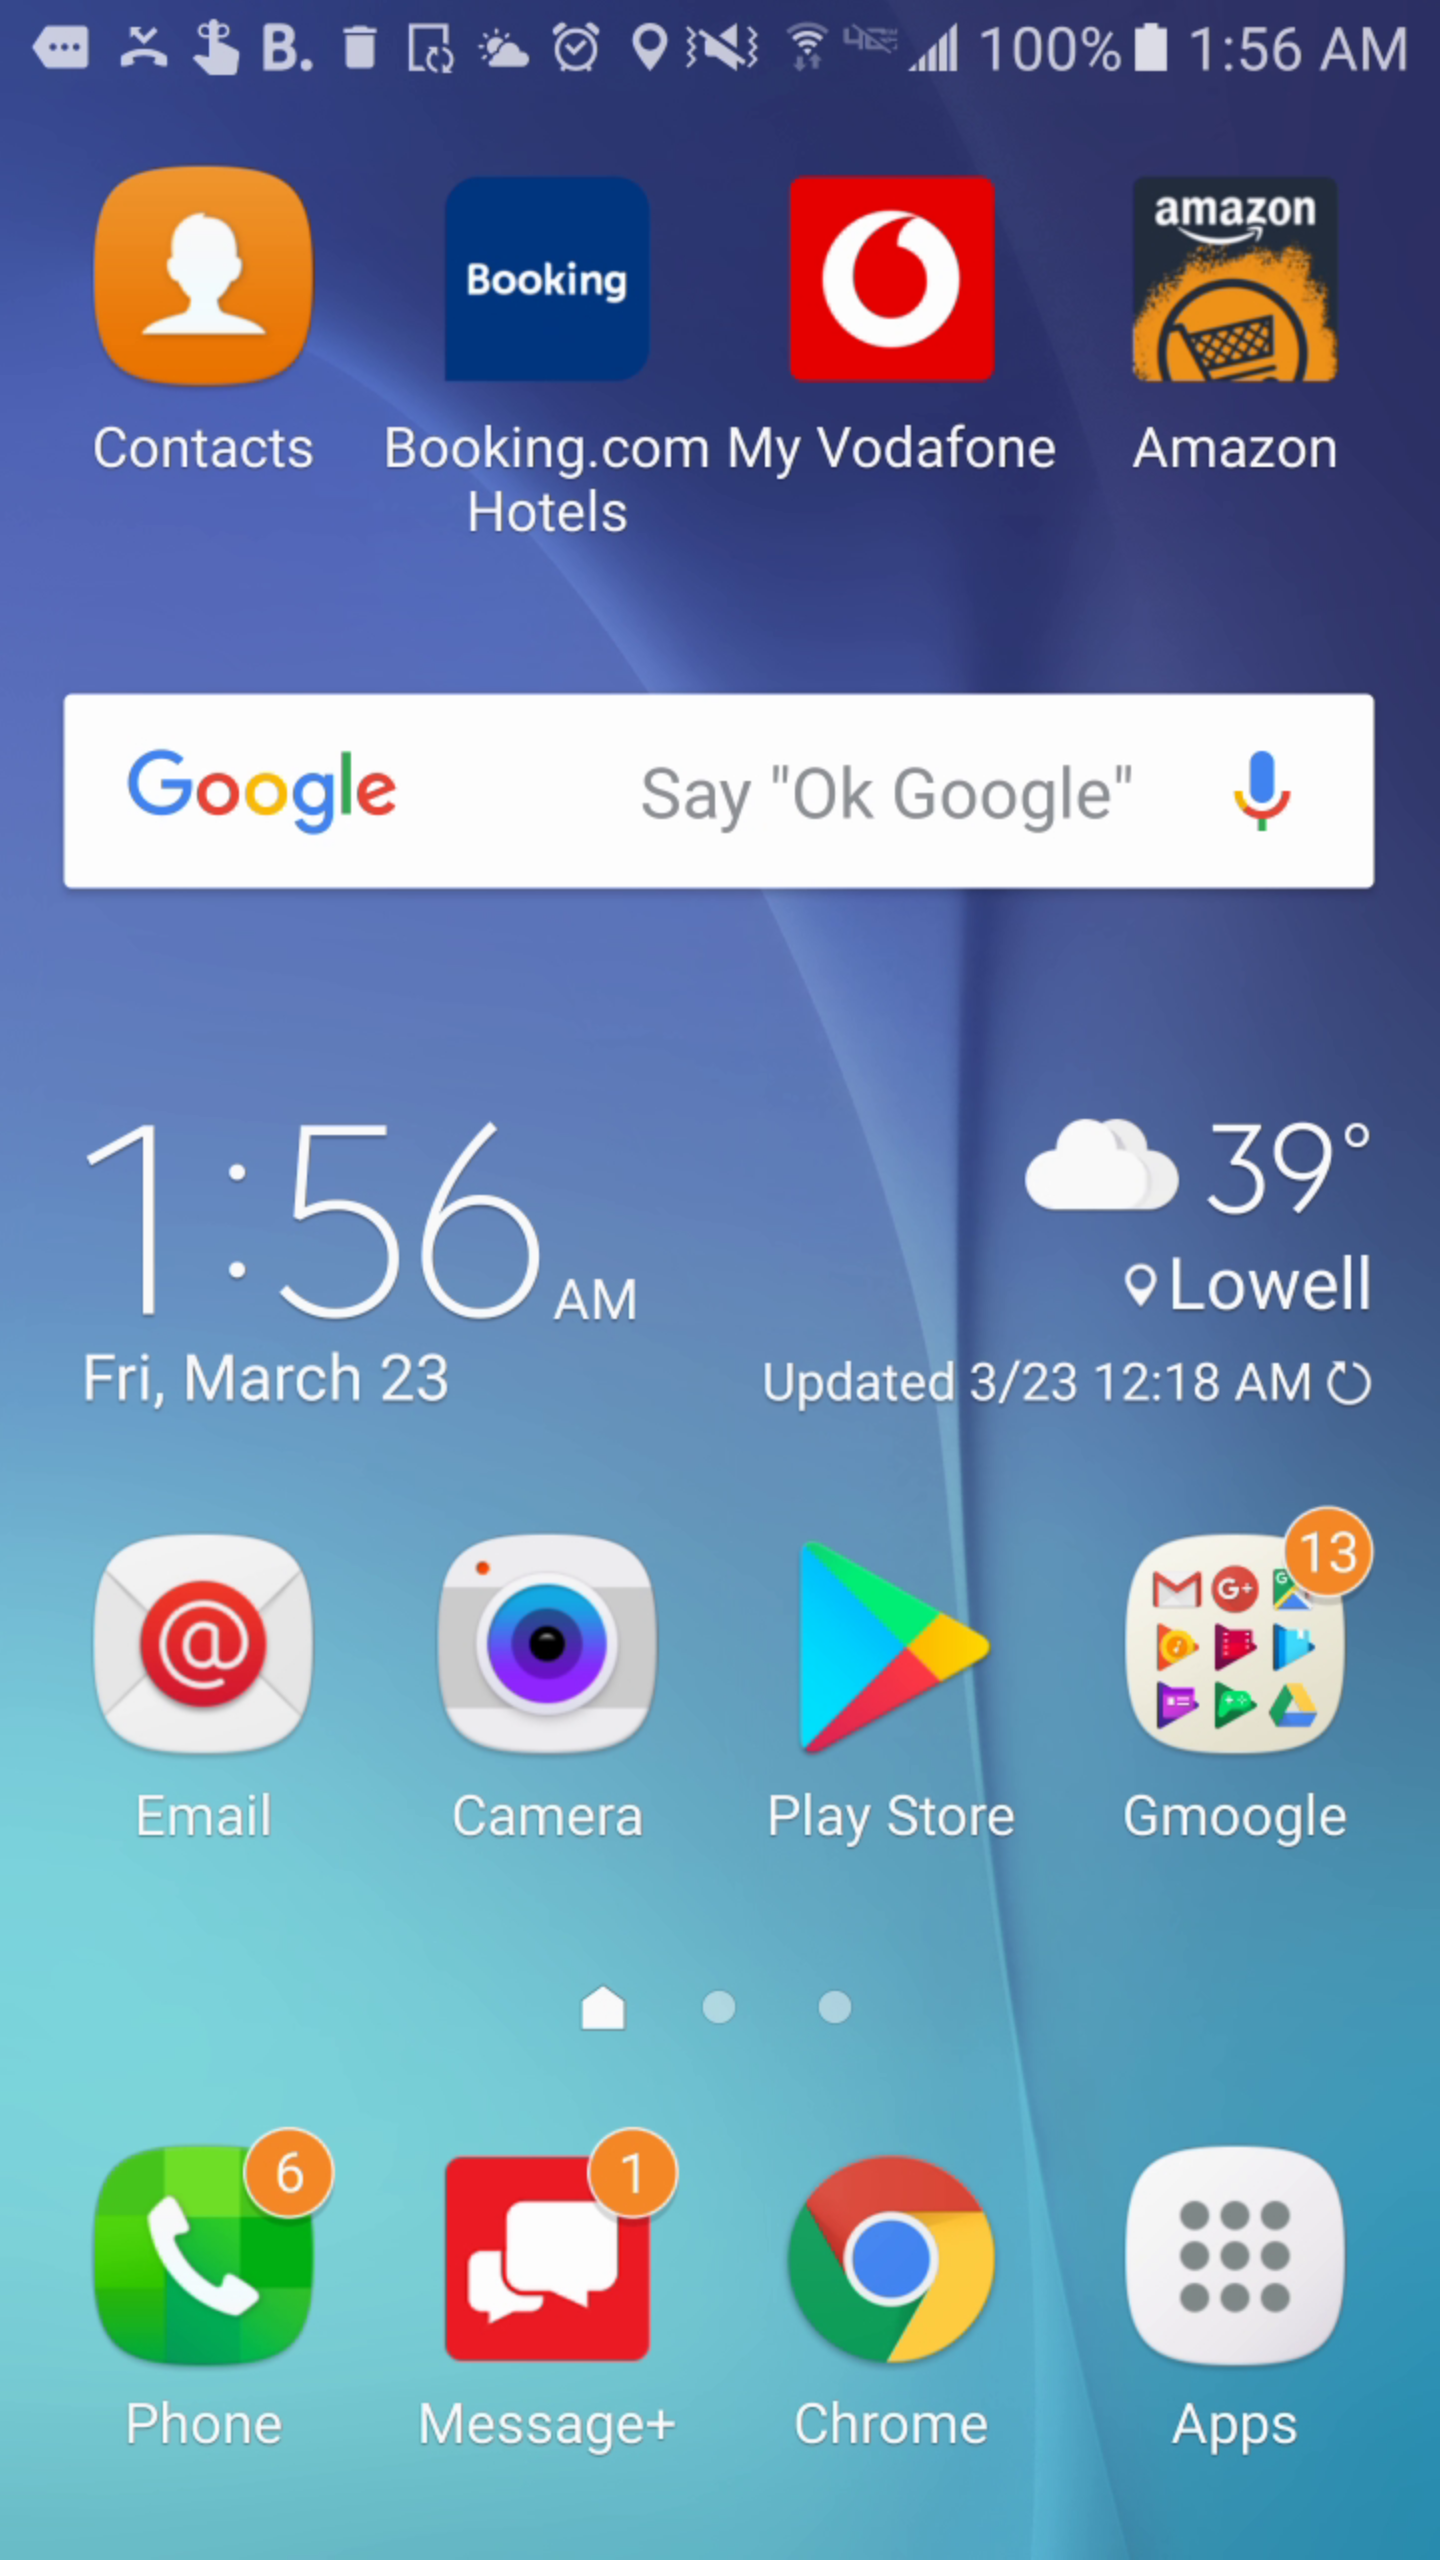 B. 4G LTE 100% 1:56 AM
Booking
amazon
Contacts Booking.com My Vodafone Amazon
Hotels
Google Say "Ok Google"
1:56 AM 39°
Lowell
Fri, March 23 Updated 3/23 12:18 AM
13
G+ G
@
Email Camera Play Store Gmoogle
6 1
Phone Message+ Chrome Apps